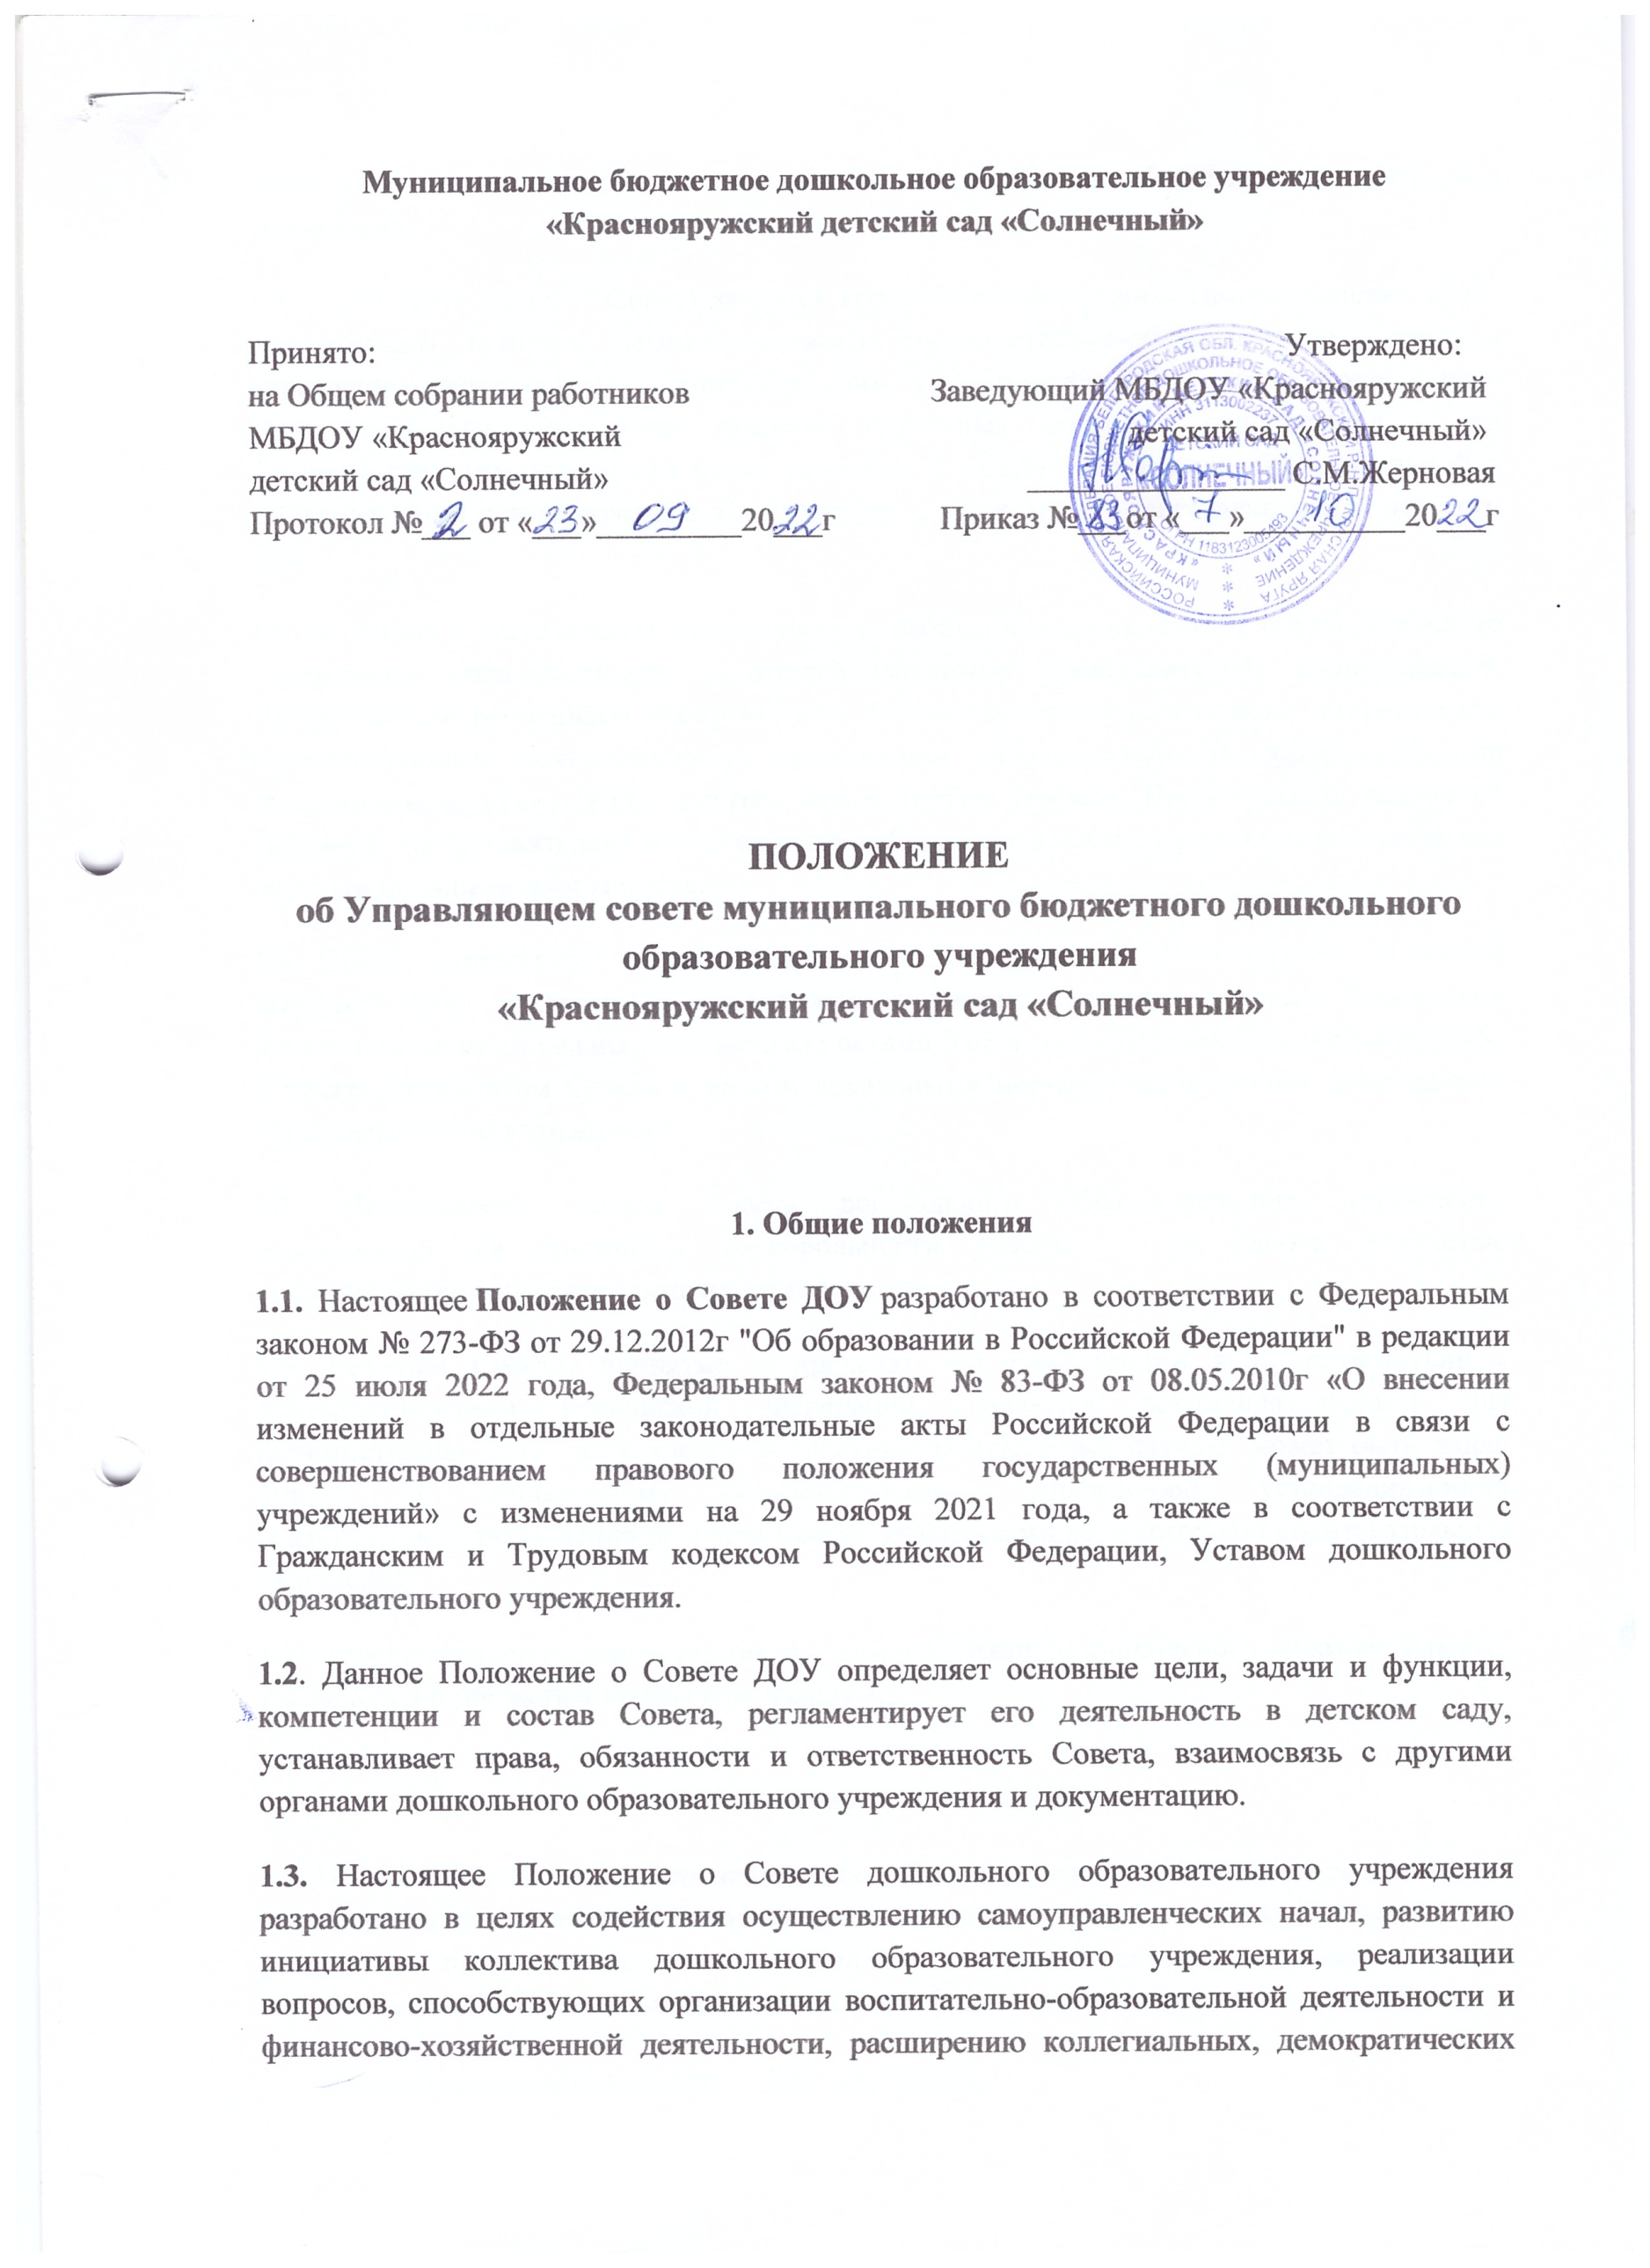 Муниципальное бюджетное дошкольное образовательное учреждение
«Краснояружский детский сад «Солнечный»
Принято:
на Общем собрании работников
МБДОУ «Краснояружский
детский сад «Солнечный»
Протокол № 2 от «23» 09 2022г
Утверждено:
Заведующий МБДОУ «Краснояружский
детский сад «Солнечный»
С.М.Жерновая
Приказ № 83 от « 7 » 10 2022г
ИНН 3113002237
ДЕТСКИЙ САД
«СОЛНЕЧНЫЙ»
ПОЛОЖЕНИЕ
об Управляющем совете муниципального бюджетного дошкольного
образовательного учреждения
«Краснояружский детский сад «Солнечный»
1. Общие положения
1.1. Настоящее Положение о Совете ДОУ разработано в соответствии с Федеральным
законом № 273-ФЗ от 29.12.2012г "Об образовании в Российской Федерации" в редакции
от 25 июля 2022 года, Федеральным законом № 83-ФЗ от 08.05.2010г «О внесении
изменений в отдельные законодательные акты Российской Федерации в связи с
совершенствованием правового положения государственных (муниципальных)
учреждений» с изменениями на 29 ноября 2021 года, а также в соответствии с
Гражданским и Трудовым кодексом Российской Федерации, Уставом дошкольного
образовательного учреждения.
1.2. Данное Положение о Совете ДОУ определяет основные цели, задачи и функции,
компетенции и состав Совета, регламентирует его деятельность в детском саду,
устанавливает права, обязанности и ответственность Совета, взаимосвязь с другими
органами дошкольного образовательного учреждения и документацию.
1.3. Настоящее Положение о Совете дошкольного образовательного учреждения
разработано в целях содействия осуществлению самоуправленческих начал, развитию
инициативы коллектива дошкольного образовательного учреждения, реализации
вопросов, способствующих организации воспитательно-образовательной деятельности и
финансово-хозяйственной деятельности, расширению коллегиальных, демократических